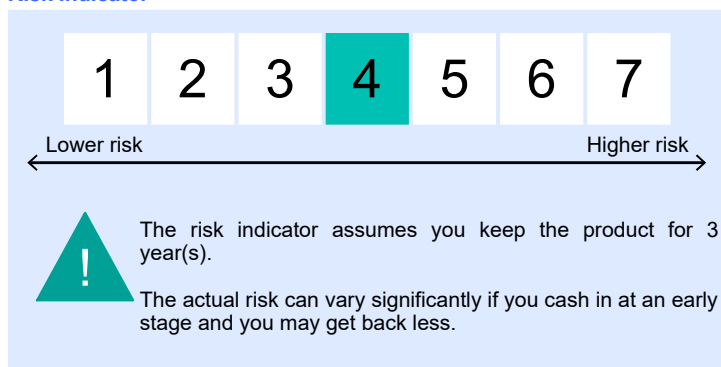 Risk Indicator
1 2 3 4 5 6 7
Lower risk Higher risk
!
The risk indicator assumes you keep the product for 3
year(s).
The actual risk can vary significantly if you cash in at an early
stage and you may get back less.